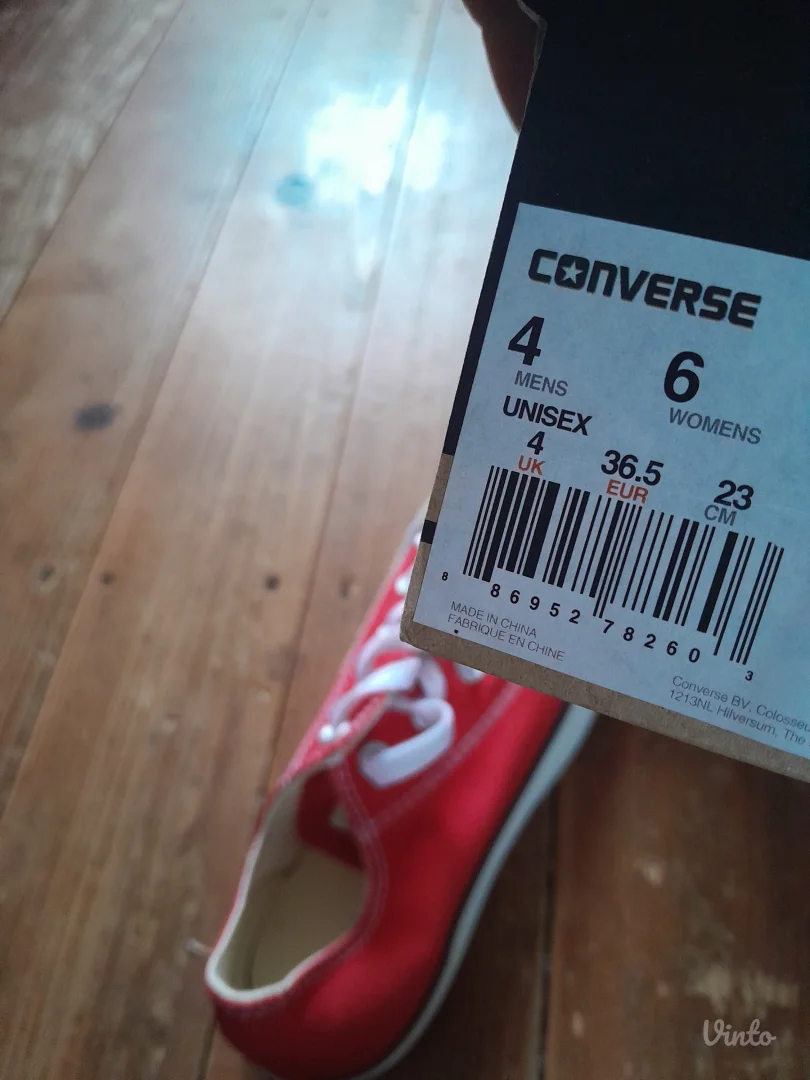 CONVERSE
4 6
MENS WOMENS
UNISEX
4 36.5 23
UK EUR CM
8 86952 78260 3
MADE IN CHINA
FABRIQUE EN CHINE
Converse BV, Colosseu
1213NL Hilversum, The
Vinto